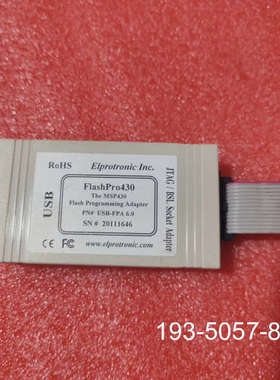 RoHS
Elprotronic Inc.
FlashPro430
The MSP430
Flash Programming Adapter
PN# USB-FPA 6.0
SN # 20111646
www.elprotronic.com
USB
FC CE
JTAG / BSL Socket Adapter
193-5057-8